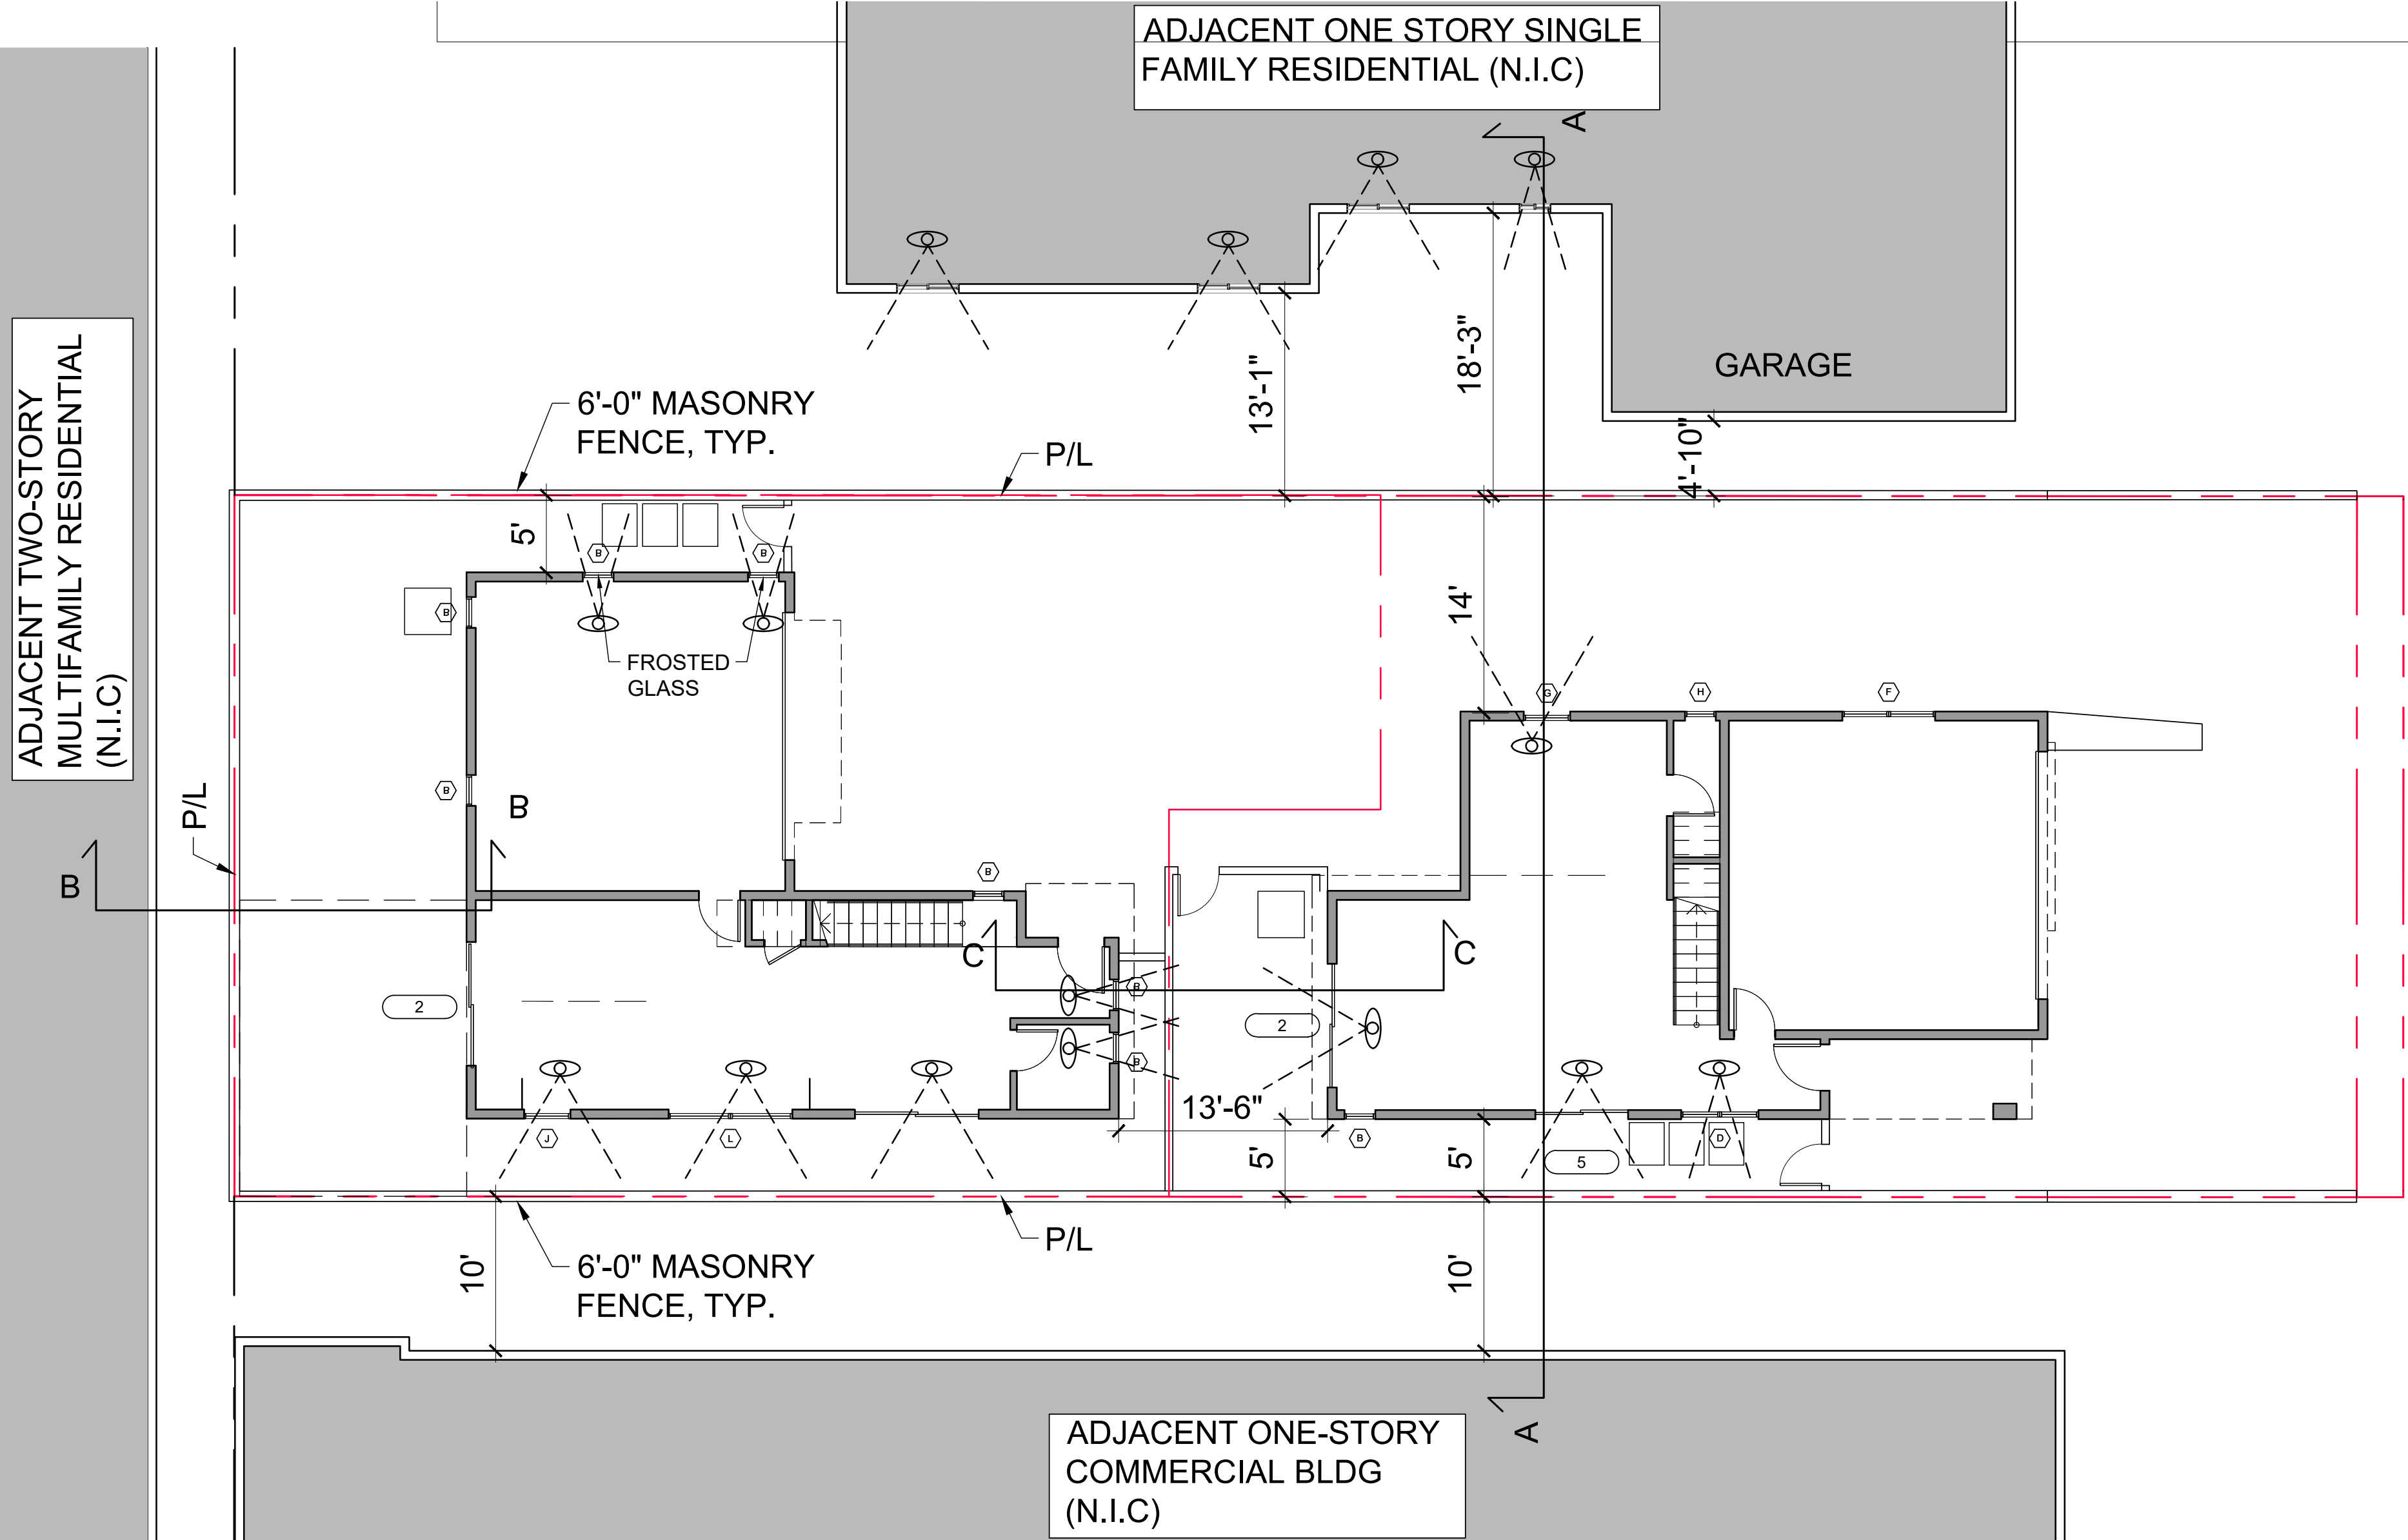 ADJACENT ONE STORY SINGLE
FAMILY RESIDENTIAL (N.I.C)
A
ADJACENT TWO-STORY
MULTIFAMILY RESIDENTIAL
(N.I.C)
GARAGE
13'-1"
18'-3"
4'-10"
6'-0" MASONRY
FENCE, TYP.
P/L
5'
B
B
B
FROSTED
GLASS
14'
G
H
F
P/L
B
B
B
B
C
C
B
2
2
B
13'-6"
J
L
B
5'
5'
5
D
10'
6'-0" MASONRY
FENCE, TYP.
P/L
10'
A
ADJACENT ONE-STORY
COMMERCIAL BLDG
(N.I.C)